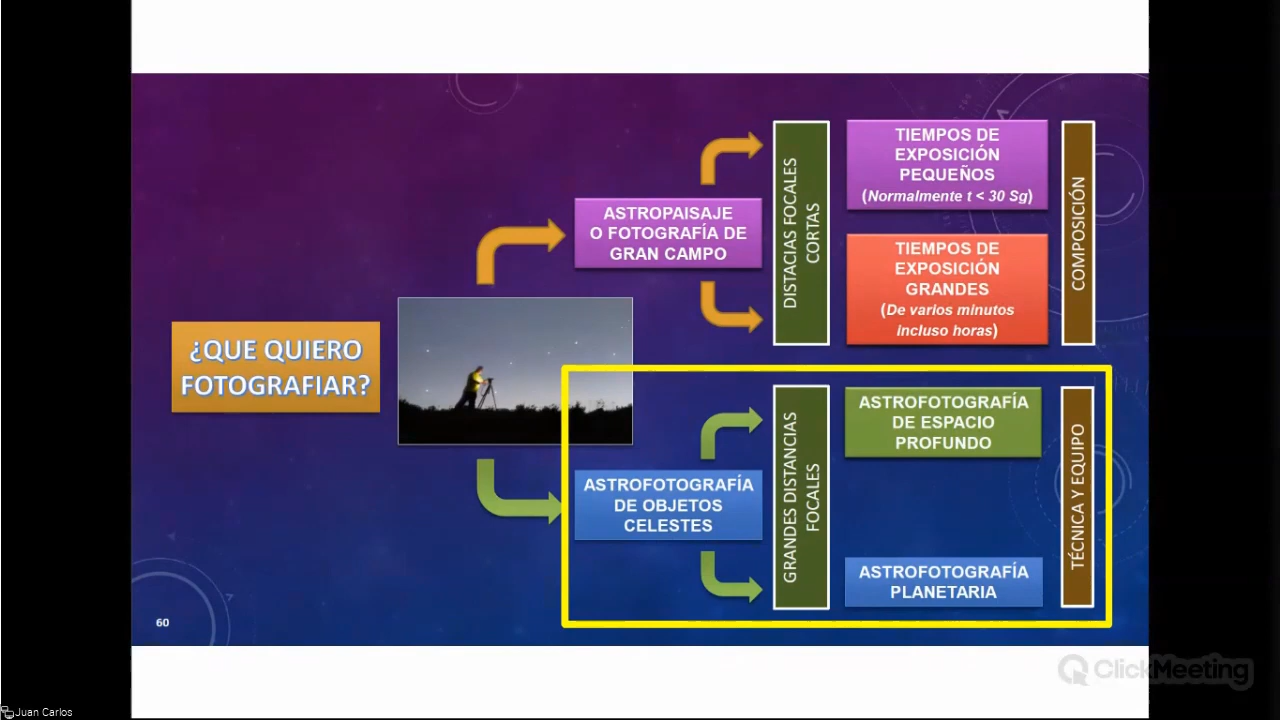 ¿QUE QUIERO
FOTOGRAFIAR?
ASTROPAISAJE
O FOTOGRAFÍA DE
GRAN CAMPO
DISTACIAS FOCALES
CORTAS
TIEMPOS DE
EXPOSICIÓN
PEQUEÑOS
(Normalmente t < 30 Sg)
TIEMPOS DE
EXPOSICIÓN
GRANDES
(De varios minutos
incluso horas)
COMPOSICIÓN
ASTROFOTOGRAFÍA
DE OBJETOS
CELESTES
GRANDES DISTANCIAS
FOCALES
ASTROFOTOGRAFÍA
DE ESPACIO
PROFUNDO
ASTROFOTOGRAFÍA
PLANETARIA
TÉCNICA Y EQUIPO
60
ClickMeeting
Juan Carlos